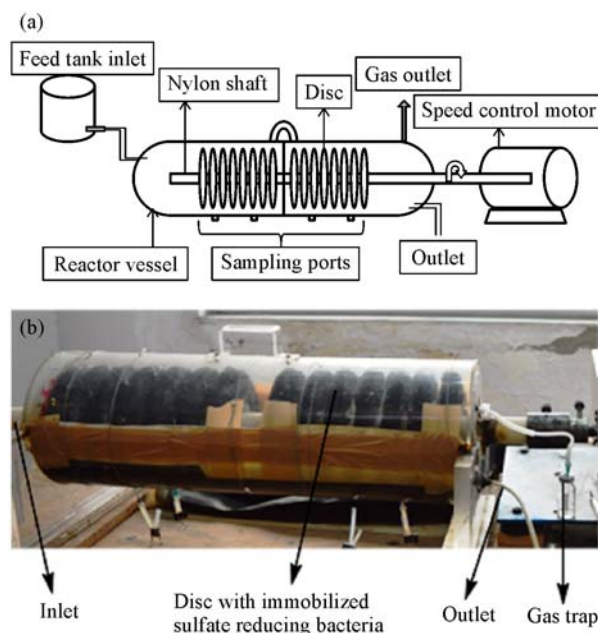 (a)
Feed tank inlet
Gas outlet
Nylon shaft
Disc
Speed control motor
Reactor vessel
Sampling ports
Outlet
(b)
Inlet
Disc with immobilized
sulfate reducing bacteria
Outlet
Gas trap